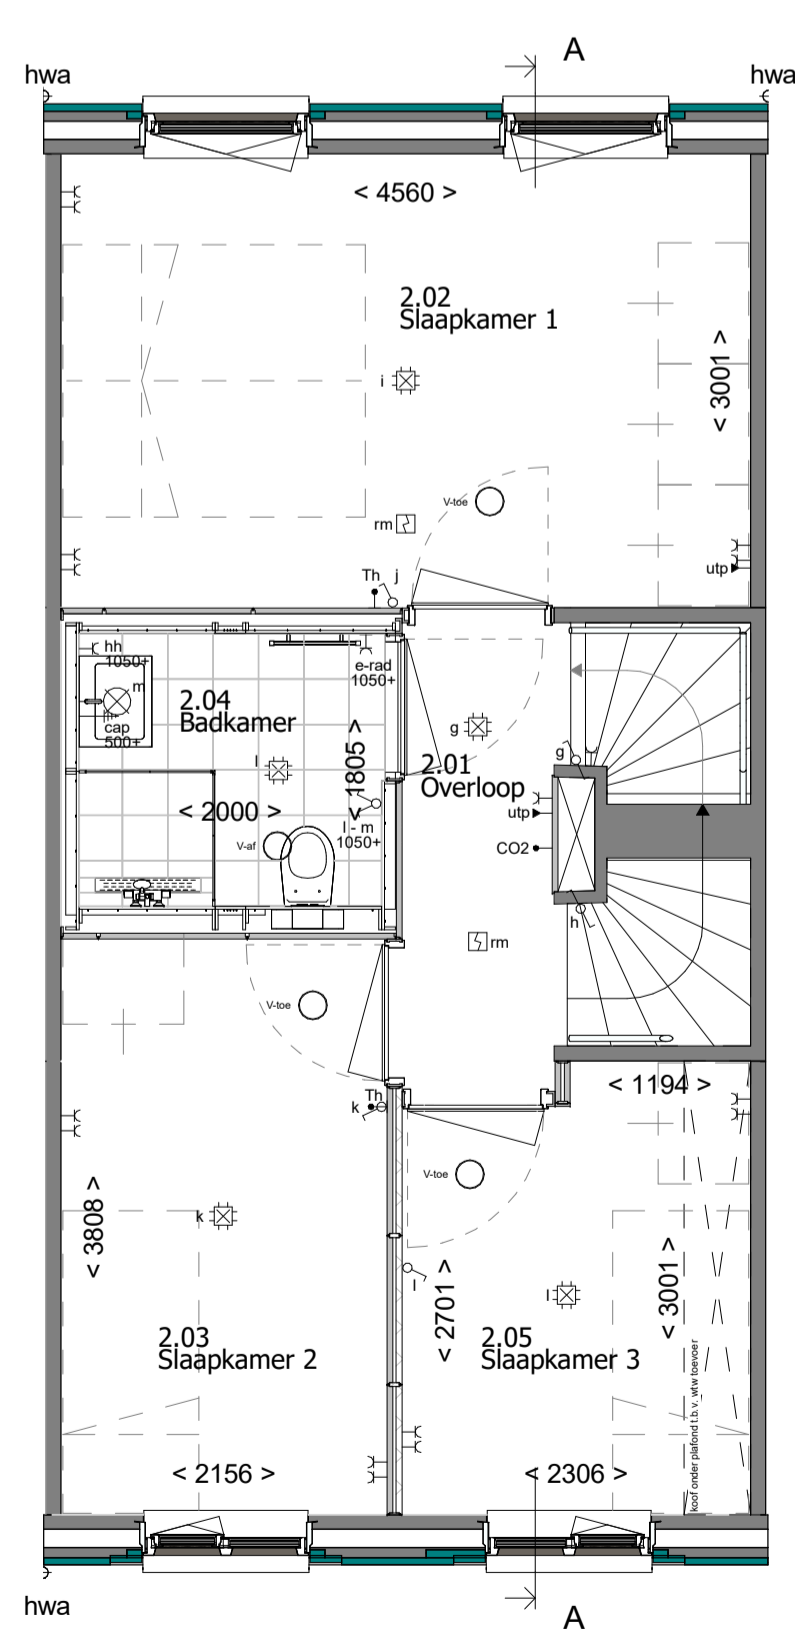 A
hwa
hwa
< 4560 >
2.02
Slaapkamer 1
< 3001 >
i
V-toe
rm
Th
j
utp
hh
1050+
e-rad
1050+
m
2.04
Badkamer
cap
500+
g
g
l
< 1805 >
2.01
Overloop
< 2000 >
utp
l - m
1050+
V-af
CO2
h
rm
V-toe
< 1194 >
Th
k
V-toe
< 3808 >
k
l
< 2701 >
l
< 3001 >
2.03
Slaapkamer 2
2.05
Slaapkamer 3
koof onder plafond t.b.v. wtw toevoer
< 2156 >
< 2306 >
hwa
A